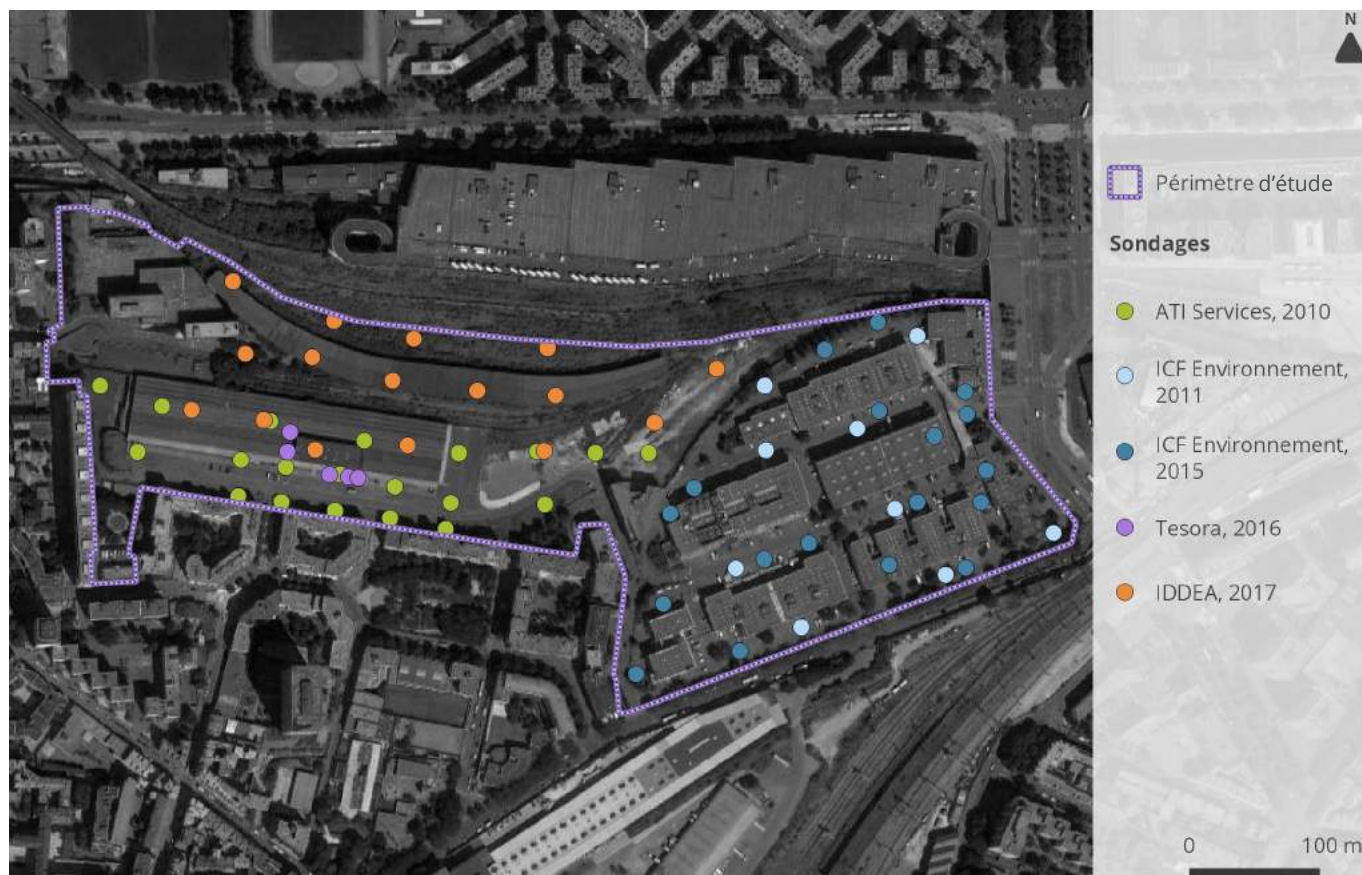 N
Périmètre d'étude
Sondages
ATI Services, 2010
ICF Environnement,
2011
ICF Environnement,
2015
Tesora, 2016
IDDEA, 2017
0 100 m